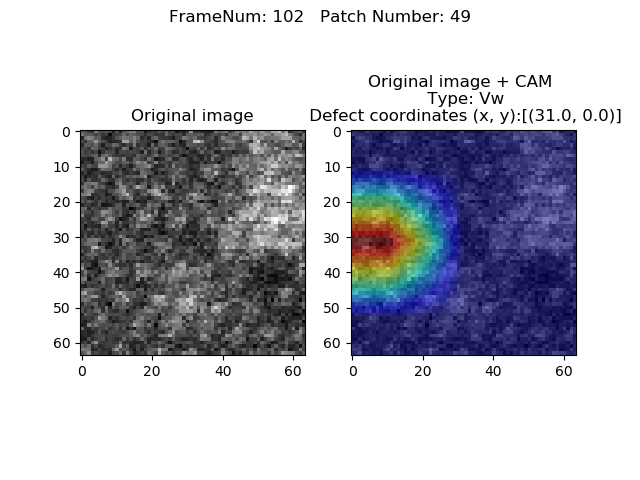 FrameNum: 102   Patch Number: 49
Original image
0
10
20
30
40
50
60
0 20 40 60
Original image + CAM
Type: Vw
Defect coordinates (x, y):[(31.0, 0.0)]
0
10
20
30
40
50
60
0 20 40 60